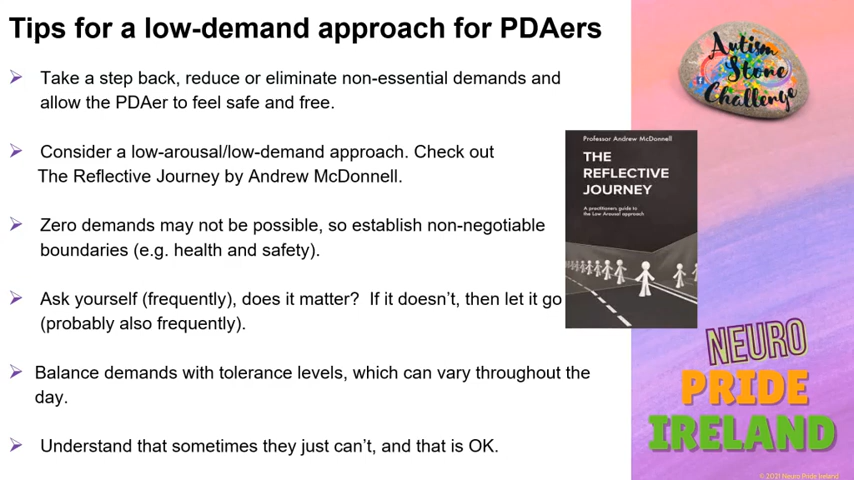 Tips for a low-demand approach for PDAers
Take a step back, reduce or eliminate non-essential demands and
allow the PDAer to feel safe and free.
Consider a low-arousal/low-demand approach. Check out
The Reflective Journey by Andrew McDonnell.
Zero demands may not be possible, so establish non-negotiable
boundaries (e.g. health and safety).
Ask yourself (frequently), does it matter?  If it doesn't, then let it go
(probably also frequently).
Balance demands with tolerance levels, which can vary throughout the
day.
Understand that sometimes they just can't, and that is OK.
Autism
Stone
Challenge
Professor Andrew McDonnell
THE
REFLECTIVE
JOURNEY
A practitioners guide to
the Low Arousal approach
NEURO
PRIDE
IRELAND
© 2021 Neuro Pride Ireland